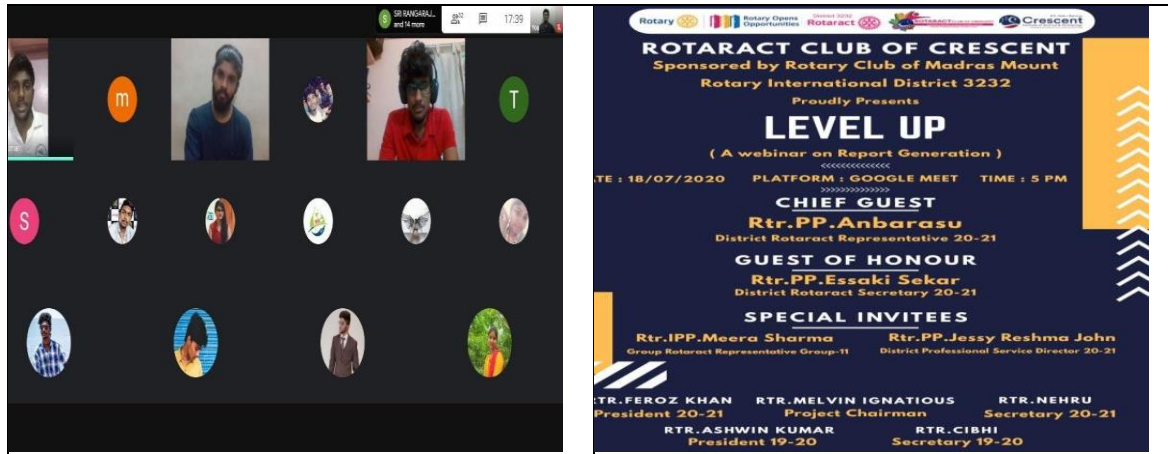 S SRI RANGARAJ...
and 14 more
17:39
m
T
S
Rotary
Rotary Opens
Opportunities
District 3232
Rotaract
ROTARACT CLUB OF CRESCENT
Crescent
ROTARACT CLUB OF CRESCENT
Sponsored by Rotary Club of Madras Mount
Rotary International District 3232
Proudly Presents
LEVEL UP
( A webinar on Report Generation )
<<<<<<<<<<<<<<
TE : 18/07/2020 PLATFORM : GOOGLE MEET TIME : 5 PM
>>>>>>>>>>>>>>
CHIEF GUEST
Rtr.PP.Anbarasu
District Rotaract Representative 20-21
GUEST OF HONOUR
Rtr.PP.Essaki Sekar
District Rotaract Secretary 20-21
SPECIAL INVITEES
Rtr.IPP.Meera Sharma Rtr.PP.Jessy Reshma John
Group Rotaract Representative Group-11 District Professional Service Director 20-21
TR.FEROZ KHAN RTR.MELVIN IGNATIOUS RTR.NEHRU
President 20-21 Project Chairman Secretary 20-21
RTR.ASHWIN KUMAR RTR.CIBHI
President 19-20 Secretary 19-20